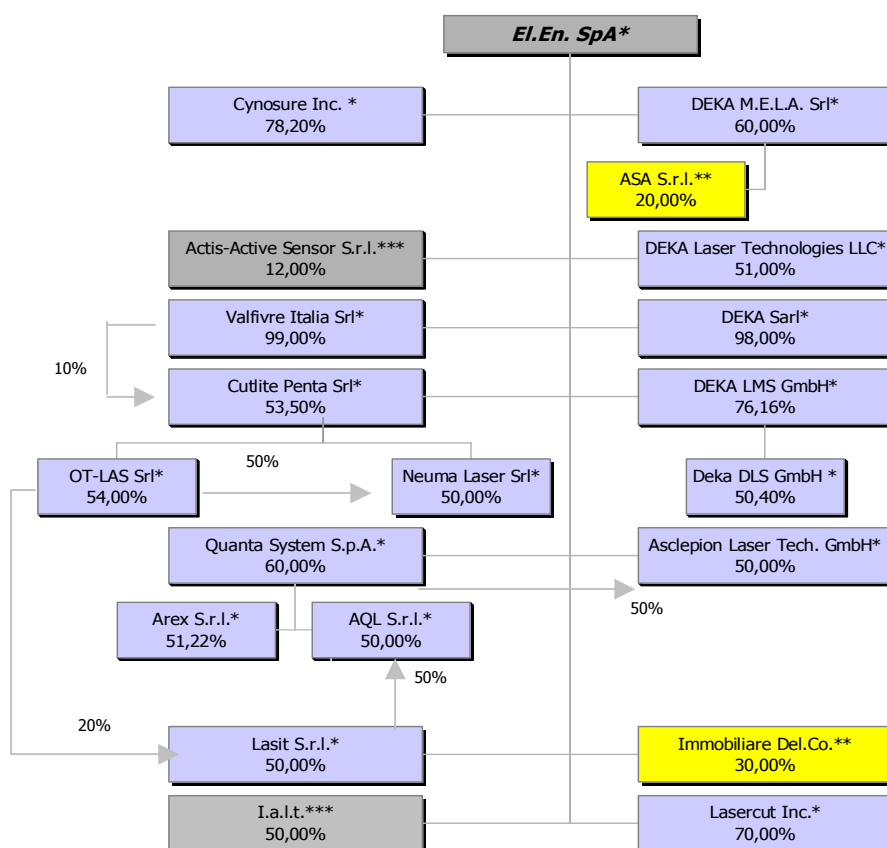 El.En. SpA*
Cynosure Inc. *
78,20%
DEKA M.E.L.A. Srl*
60,00%
ASA S.r.l.**
20,00%
Actis-Active Sensor S.r.l.***
12,00%
DEKA Laser Technologies LLC*
51,00%
Valfivre Italia Srl*
99,00%
DEKA Sarl*
98,00%
10%
Cutlite Penta Srl*
53,50%
DEKA LMS GmbH*
76,16%
50%
OT-LAS Srl*
54,00%
Neuma Laser Srl*
50,00%
Deka DLS GmbH *
50,40%
Quanta System S.p.A.*
60,00%
Asclepion Laser Tech. GmbH*
50,00%
50%
Arex S.r.l.*
51,22%
AQL S.r.l.*
50,00%
50%
20%
Lasit S.r.l.*
50,00%
Immobiliare Del.Co.**
30,00%
I.a.l.t.***
50,00%
Lasercut Inc.*
70,00%